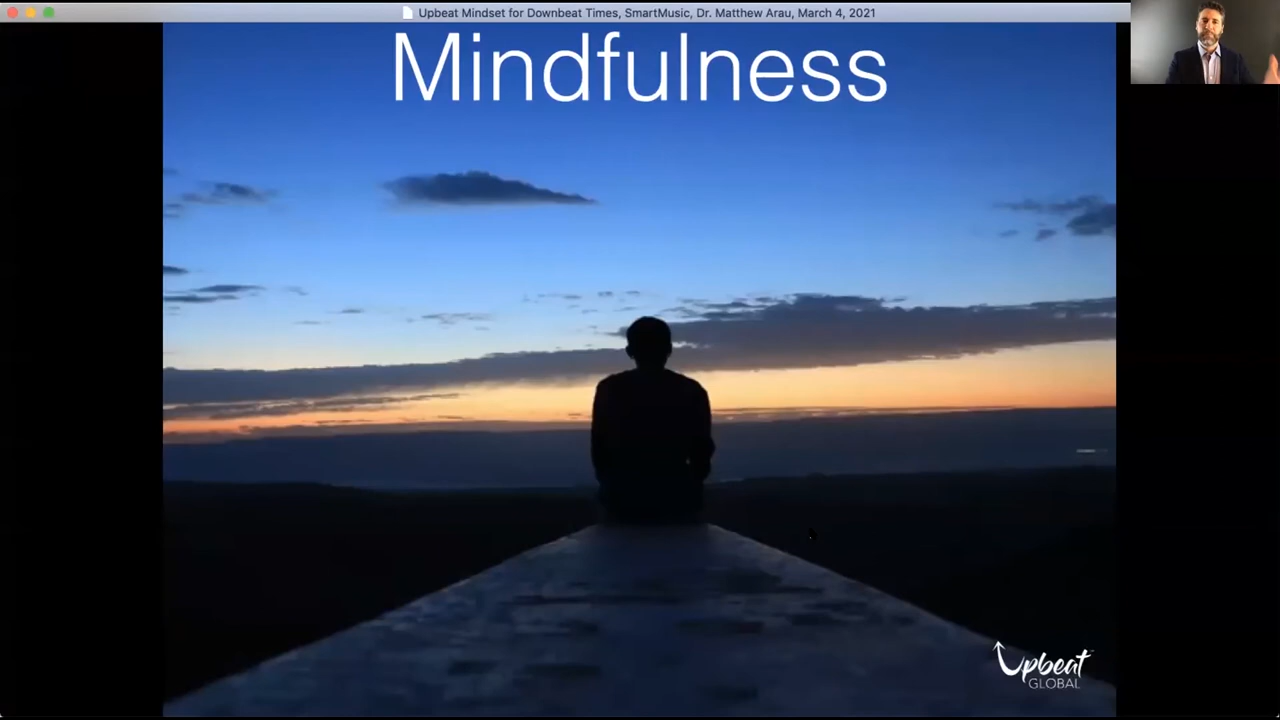 Upbeat Mindset for Downbeat Times, SmartMusic, Dr. Matthew Arau, March 4, 2021
Mindfulness
Upbeat
GLOBAL